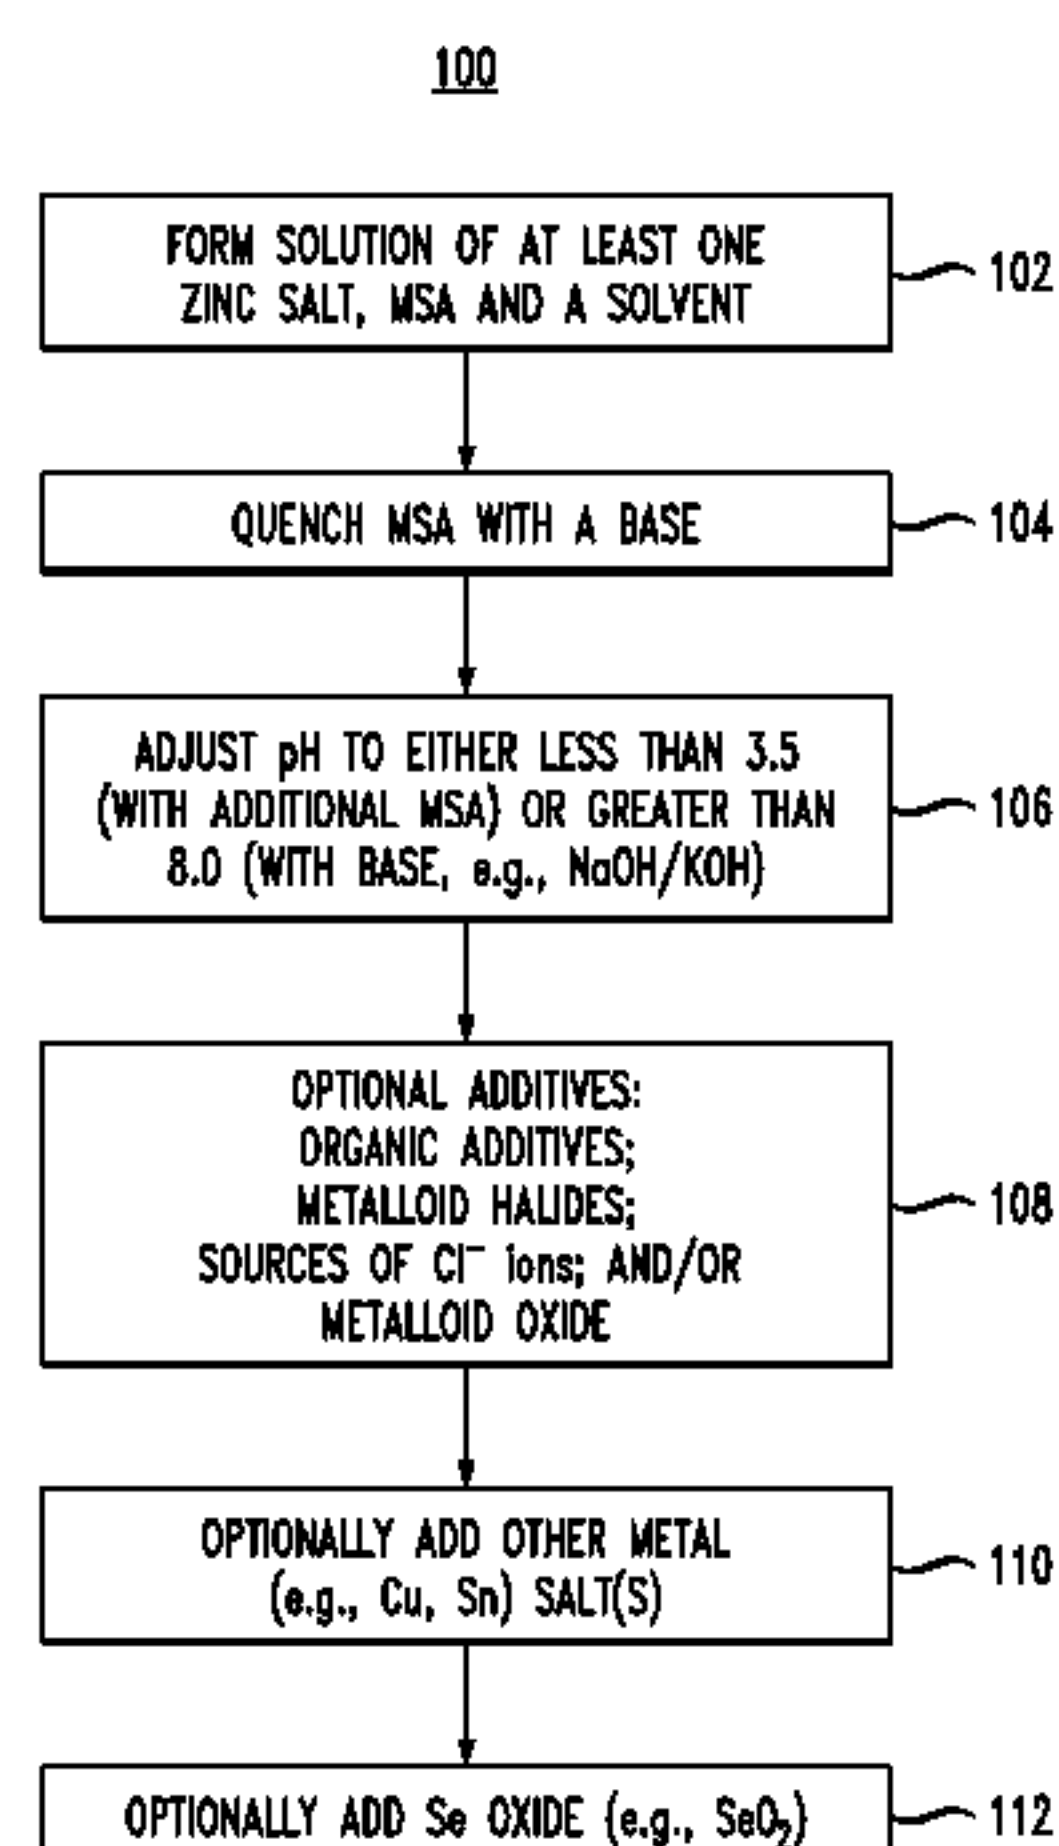 100
FORM SOLUTION OF AT LEAST ONE
ZINC SALT, MSA AND A SOLVENT
102
QUENCH MSA WITH A BASE
104
ADJUST pH TO EITHER LESS THAN 3.5
(WITH ADDITIONAL MSA) OR GREATER THAN
8.0 (WITH BASE, e.g., NaOH/KOH)
106
OPTIONAL ADDITIVES:
ORGANIC ADDITIVES;
METALLOID HALIDES;
SOURCES OF Cl⁻ ions; AND/OR
METALLOID OXIDE
108
OPTIONALLY ADD OTHER METAL
(e.g., Cu, Sn) SALT(S)
110
OPTIONALLY ADD Se OXIDE (e.g., SeO₂)
112